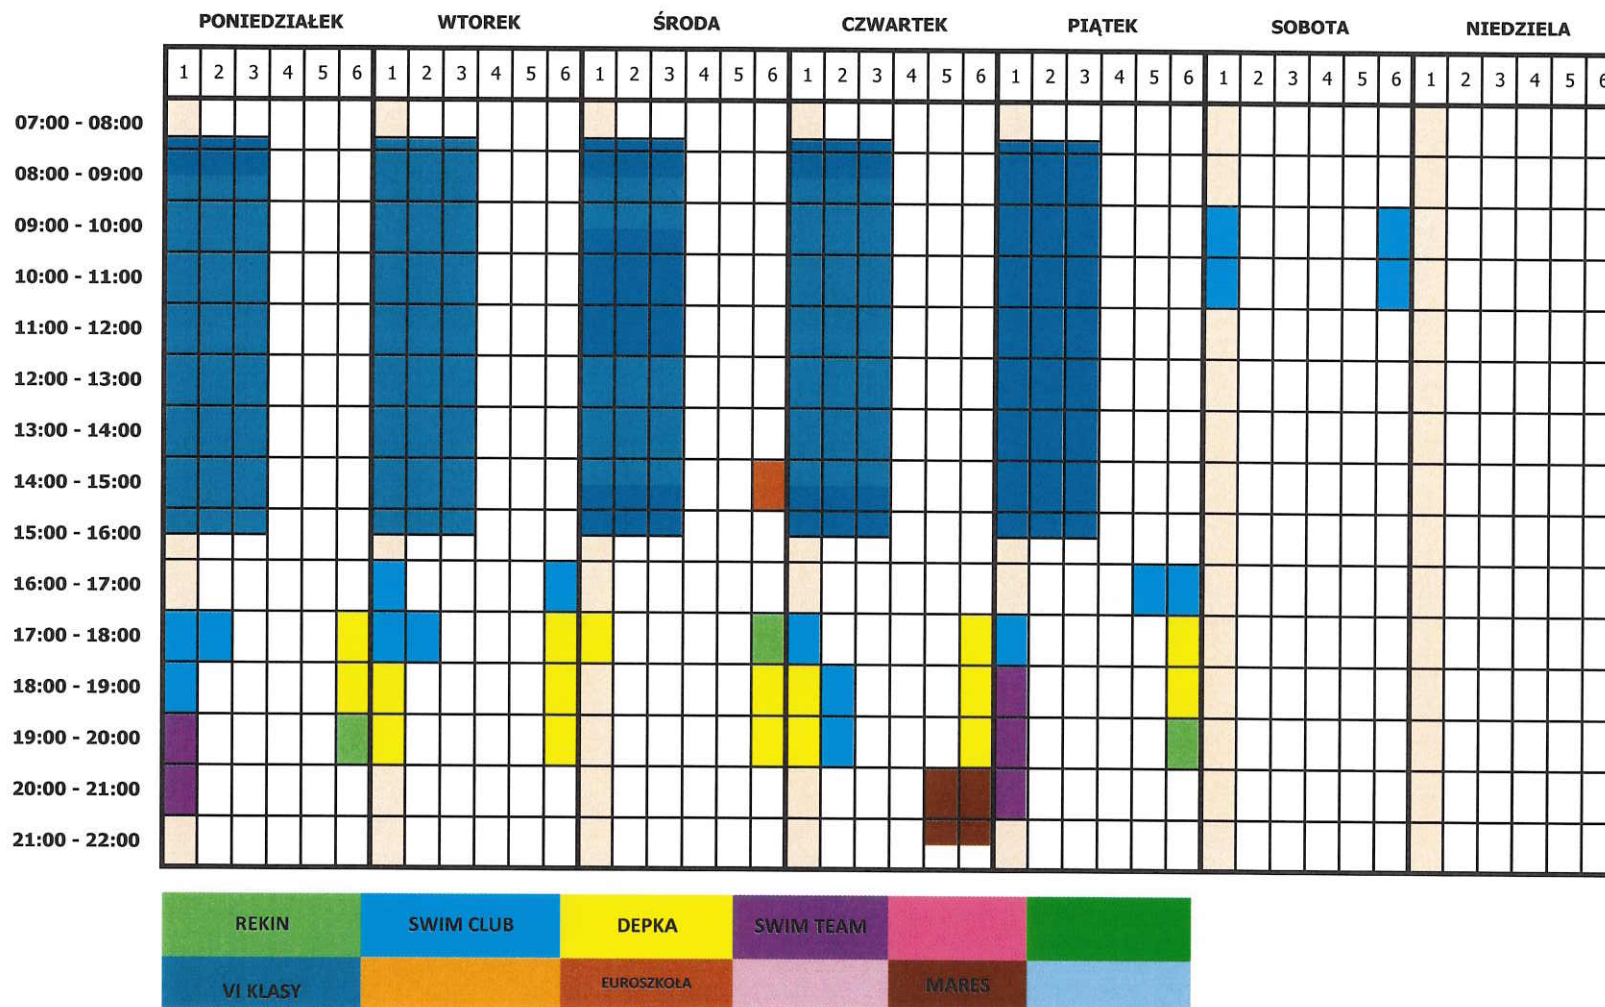 PONIEDZIAŁEK WTOREK ŚRODA CZWARTEK PIĄTEK SOBOTA NIEDZIELA
1 2 3 4 5 6 1 2 3 4 5 6 1 2 3 4 5 6 1 2 3 4 5 6 1 2 3 4 5 6 1 2 3 4 5 6 1 2 3 4 5 6
07:00 - 08:00
08:00 - 09:00
09:00 - 10:00
10:00 - 11:00
11:00 - 12:00
12:00 - 13:00
13:00 - 14:00
14:00 - 15:00
15:00 - 16:00
16:00 - 17:00
17:00 - 18:00
18:00 - 19:00
19:00 - 20:00
20:00 - 21:00
21:00 - 22:00
REKIN SWIM CLUB DEPKA SWIM TEAM
VI KLASY EUROSZKOŁA MARES